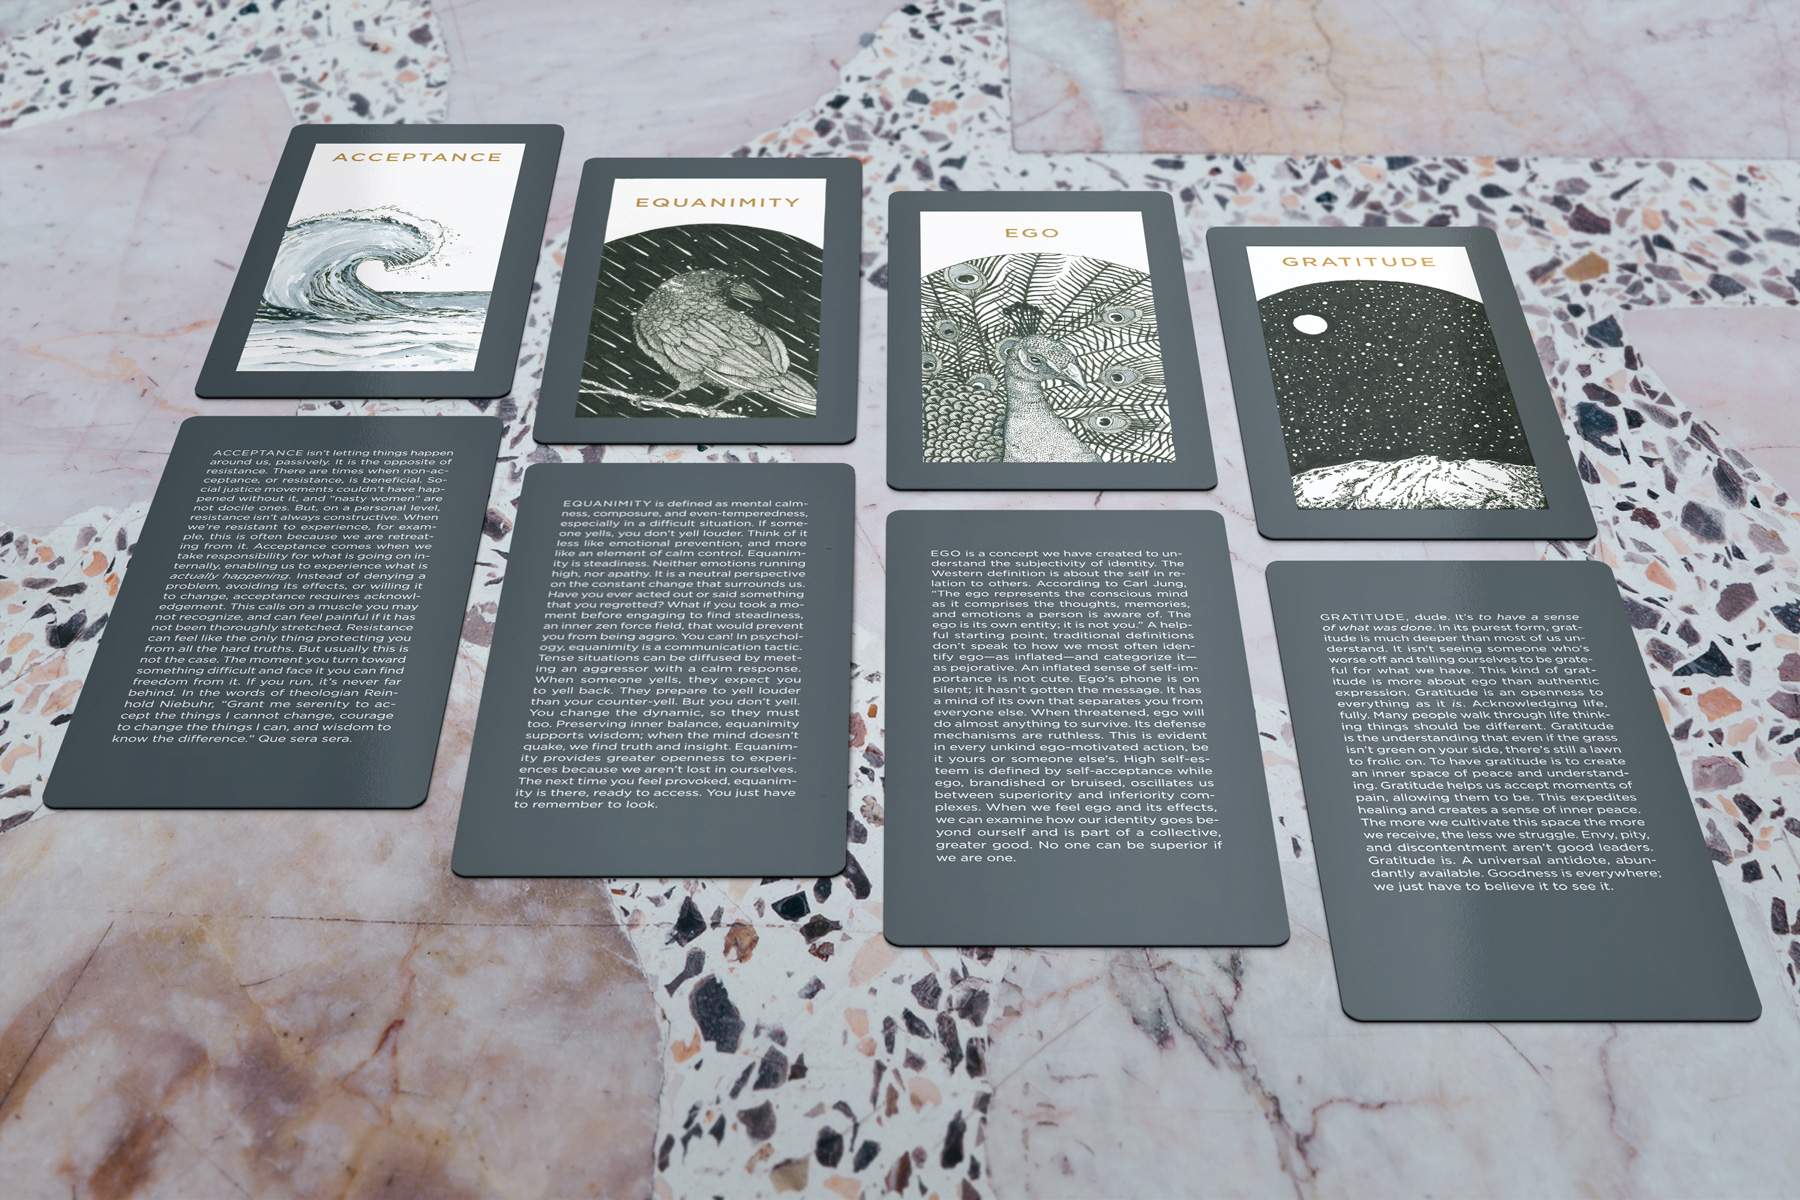 ACCEPTANCE
EQUANIMITY
EGO
GRATITUDE
ACCEPTANCE isn't letting things happen
around us, passively. It is the opposite of
resistance. There are times when non-ac-
ceptance, or resistance, is beneficial. So-
cial justice movements couldn't have hap-
pened without it, and "nasty women" are
not docile ones. But, on a personal level,
resistance isn't always constructive. When
we're resistant to experience, for exam-
ple, this is often because we are retreat-
ing from it. Acceptance comes when we
take responsibility for what is going on in-
ternally, enabling us to experience what is
actually happening. Instead of denying a
problem, avoiding its effects, or willing it
to change, acceptance requires acknowl-
edgement. This calls on a muscle you may
not recognize, and can feel painful if it has
not been thoroughly stretched. Resistance
can feel like the only thing protecting you
from all the hard truths. But usually this is
not the case. The moment you turn toward
something difficult and face it you can find
freedom from it. If you run, it's never far
behind. In the words of theologian Rein-
hold Niebuhr, "Grant me serenity to ac-
cept the things I cannot change, courage
to change the things I can, and wisdom to
know the difference." Que sera sera.
EQUANIMITY is defined as mental calm-
ness, composure, and even-temperedness,
especially in a difficult situation. If some-
one yells, you don't yell louder. Think of it
less like emotional prevention, and more
like an element of calm control. Equanim-
ity is steadiness. Neither emotions running
high, nor apathy. It is a neutral perspective
on the constant change that surrounds us.
Have you ever acted out or said something
that you regretted? What if you took a mo-
ment before engaging to find steadiness,
an inner zen force field, that would prevent
you from being aggro. You can! In psychol-
ogy, equanimity is a communication tactic.
Tense situations can be diffused by meet-
ing an aggressor with a calm response.
When someone yells, they expect you
to yell back. They prepare to yell louder
than your counter-yell. But you don't yell.
You change the dynamic, so they must
too. Preserving inner balance, equanimity
supports wisdom; when the mind doesn't
quake, we find truth and insight. Equanim-
ity provides greater openness to experi-
ences because we aren't lost in ourselves.
The next time you feel provoked, equanim-
ity is there, ready to access. You just have
to remember to look.
EGO is a concept we have created to un-
derstand the subjectivity of identity. The
Western definition is about the self in re-
lation to others. According to Carl Jung,
"The ego represents the conscious mind
as it comprises the thoughts, memories,
and emotions a person is aware of. The
ego is its own entity; it is not you." A help-
ful starting point, traditional definitions
don't speak to how we most often iden-
tify ego—as inflated—and categorize it—
as pejorative. An inflated sense of self-im-
portance is not cute. Ego's phone is on
silent; it hasn't gotten the message. It has
a mind of its own that separates you from
everyone else. When threatened, ego will
do almost anything to survive. Its defense
mechanisms are ruthless. This is evident
in every unkind ego-motivated action, be
it yours or someone else's. High self-es-
teem is defined by self-acceptance while
ego, brandished or bruised, oscillates us
between superiority and inferiority com-
plexes. When we feel ego and its effects,
we can examine how our identity goes be-
yond ourself and is part of a collective,
greater good. No one can be superior if
we are one.
GRATITUDE, dude. It's to have a sense
of what was done. In its purest form, grat-
itude is much deeper than most of us un-
derstand. It isn't seeing someone who's
worse off and telling ourselves to be grate-
ful for what we have. This kind of grat-
itude is more about ego than authentic
expression. Gratitude is an openness to
everything as it is. Acknowledging life,
fully. Many people walk through life think-
ing things should be different. Gratitude
is the understanding that even if the grass
isn't green on your side, there's still a lawn
to frolic on. To have gratitude is to create
an inner space of peace and understand-
ing. Gratitude helps us accept moments of
pain, allowing them to be. This expedites
healing and creates a sense of inner peace.
The more we cultivate this space the more
we receive, the less we struggle. Envy, pity,
and discontentment aren't good leaders.
Gratitude is. A universal antidote, abun-
dantly available. Goodness is everywhere;
we just have to believe it to see it.